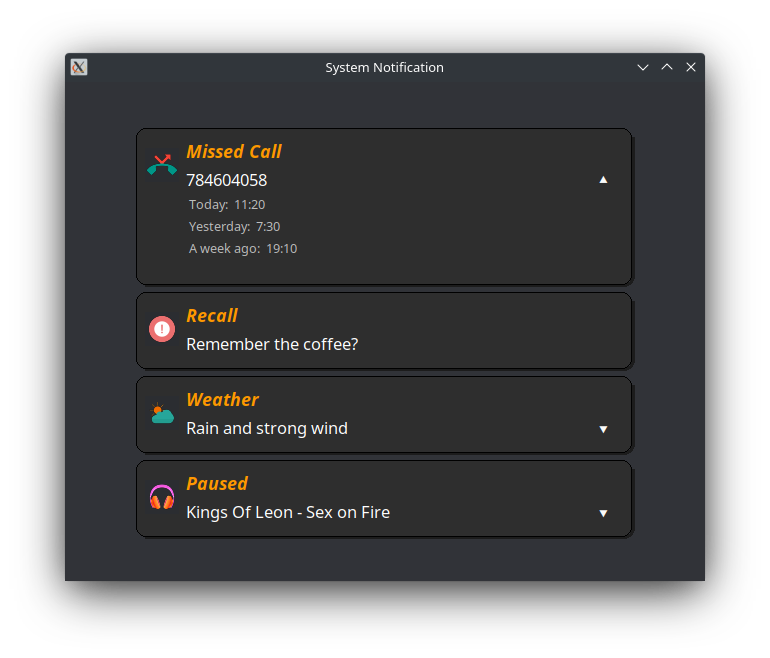 System Notification
Missed Call
784604058
Today: 11:20
Yesterday: 7:30
A week ago: 19:10
Recall
Remember the coffee?
Weather
Rain and strong wind
Paused
Kings Of Leon - Sex on Fire